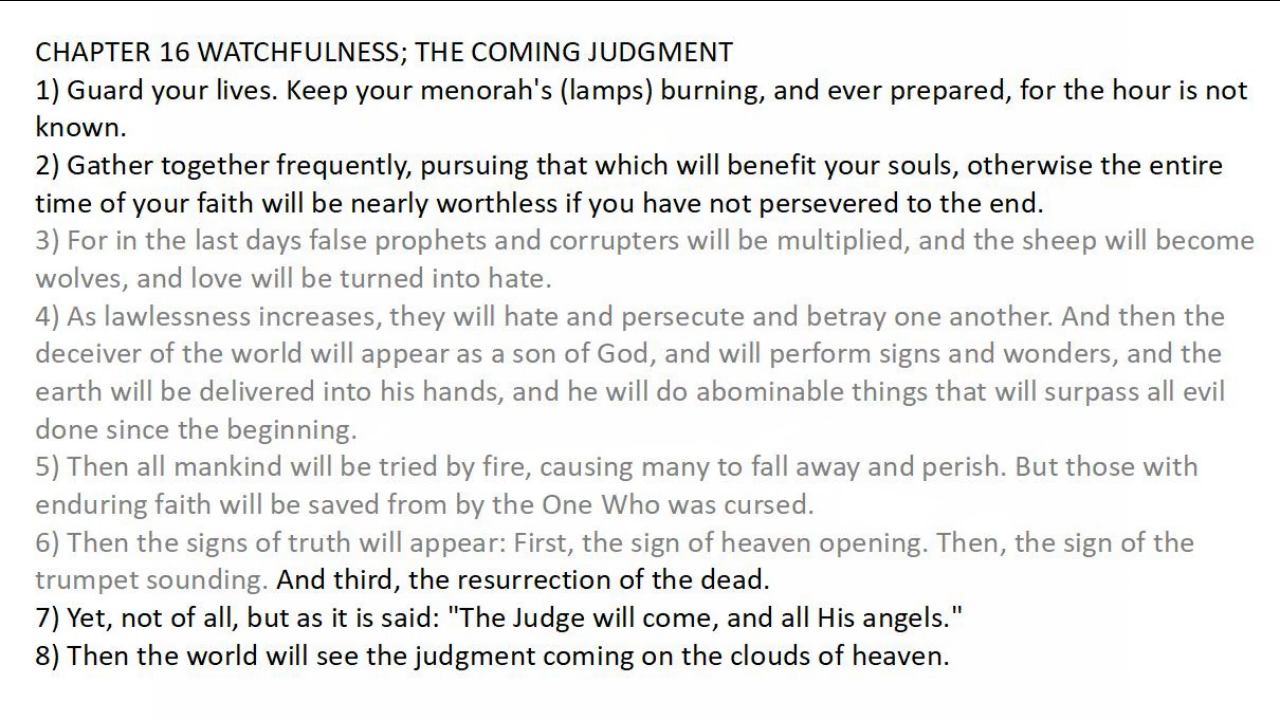 CHAPTER 16 WATCHFULNESS; THE COMING JUDGMENT
1) Guard your lives. Keep your menorah's (lamps) burning, and ever prepared, for the hour is not
known.
2) Gather together frequently, pursuing that which will benefit your souls, otherwise the entire
time of your faith will be nearly worthless if you have not persevered to the end.
3) For in the last days false prophets and corrupters will be multiplied, and the sheep will become
wolves, and love will be turned into hate.
4) As lawlessness increases, they will hate and persecute and betray one another. And then the
deceiver of the world will appear as a son of God, and will perform signs and wonders, and the
earth will be delivered into his hands, and he will do abominable things that will surpass all evil
done since the beginning.
5) Then all mankind will be tried by fire, causing many to fall away and perish. But those with
enduring faith will be saved from by the One Who was cursed.
6) Then the signs of truth will appear: First, the sign of heaven opening. Then, the sign of the
trumpet sounding. And third, the resurrection of the dead.
7) Yet, not of all, but as it is said: "The Judge will come, and all His angels."
8) Then the world will see the judgment coming on the clouds of heaven.